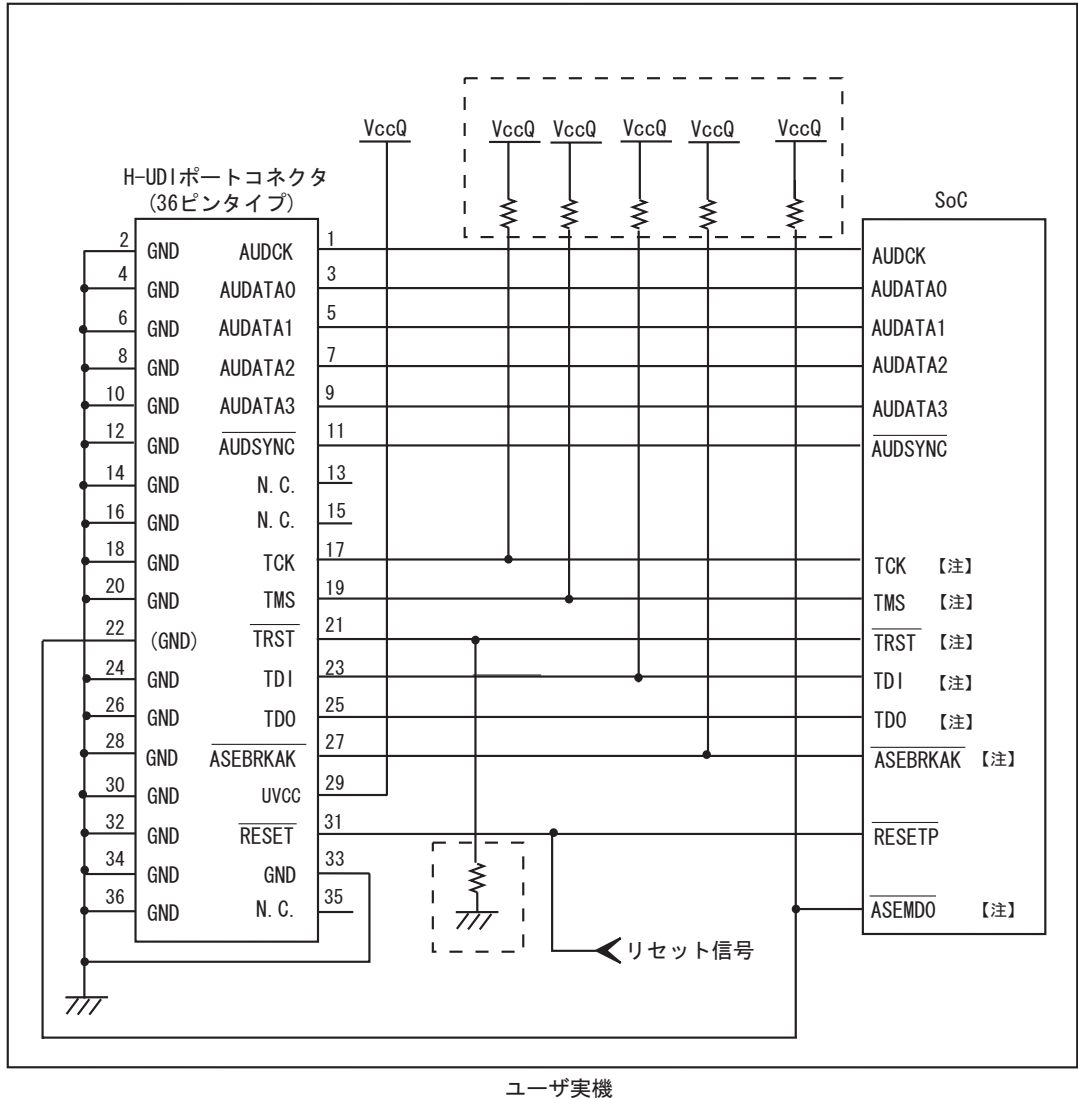 VccQ VccQ VccQ VccQ VccQ VccQ
H-UDIポートコネクタ
(36ピンタイプ)
SoC
2 GND AUDCK 1 AUDCK
4 GND AUDATA0 3 AUDATA0
6 GND AUDATA1 5 AUDATA1
8 GND AUDATA2 7 AUDATA2
10 GND AUDATA3 9 AUDATA3
12 GND AUDSYNC 11 AUDSYNC
14 GND N.C. 13
16 GND N.C. 15
18 GND TCK 17 TCK 【注】
20 GND TMS 19 TMS 【注】
22 (GND) TRST 21 TRST 【注】
24 GND TDI 23 TDI 【注】
26 GND TDO 25 TDO 【注】
28 GND ASEBRKAK 27 ASEBRKAK 【注】
30 GND UVCC 29
32 GND RESET 31 RESETP
34 GND GND 33
36 GND N.C. 35 ASEMD0 【注】
リセット信号
ユーザ実機